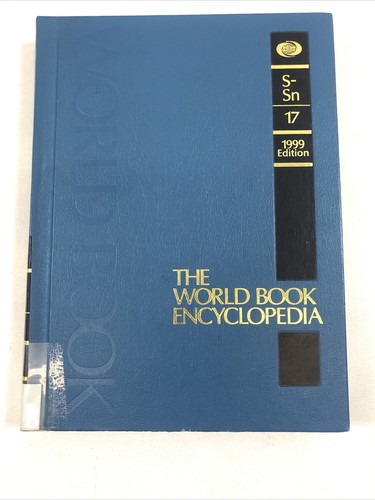 WORLD BOOK
S-
Sn
17
1999
Edition
THE
WORLD BOOK
ENCYCLOPEDIA